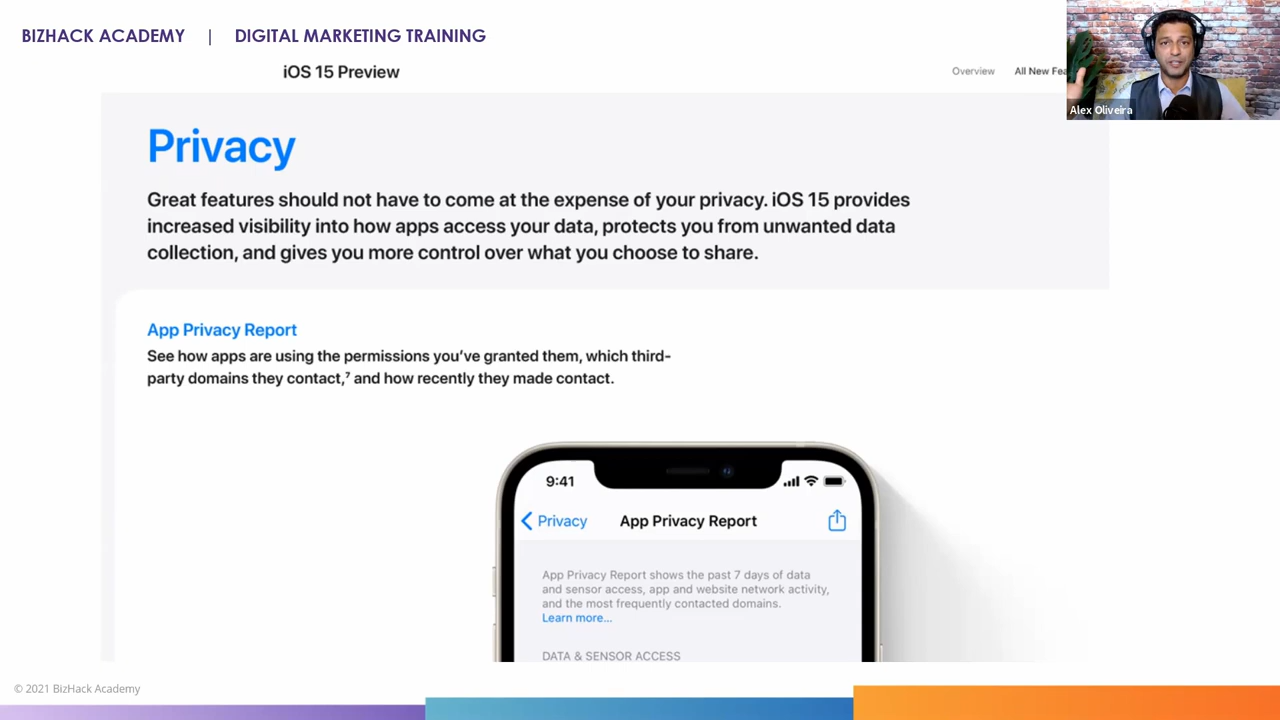 BIZHACK ACADEMY | DIGITAL MARKETING TRAINING
iOS 15 Preview
Overview
All New Fea
Alex Oliveira
Privacy
Great features should not have to come at the expense of your privacy. iOS 15 provides
increased visibility into how apps access your data, protects you from unwanted data
collection, and gives you more control over what you choose to share.
App Privacy Report
See how apps are using the permissions you've granted them, which third-
party domains they contact,⁷ and how recently they made contact.
9:41
Privacy
App Privacy Report
App Privacy Report shows the past 7 days of data
and sensor access, app and website network activity,
and the most frequently contacted domains.
Learn more...
DATA & SENSOR ACCESS
© 2021 BizHack Academy